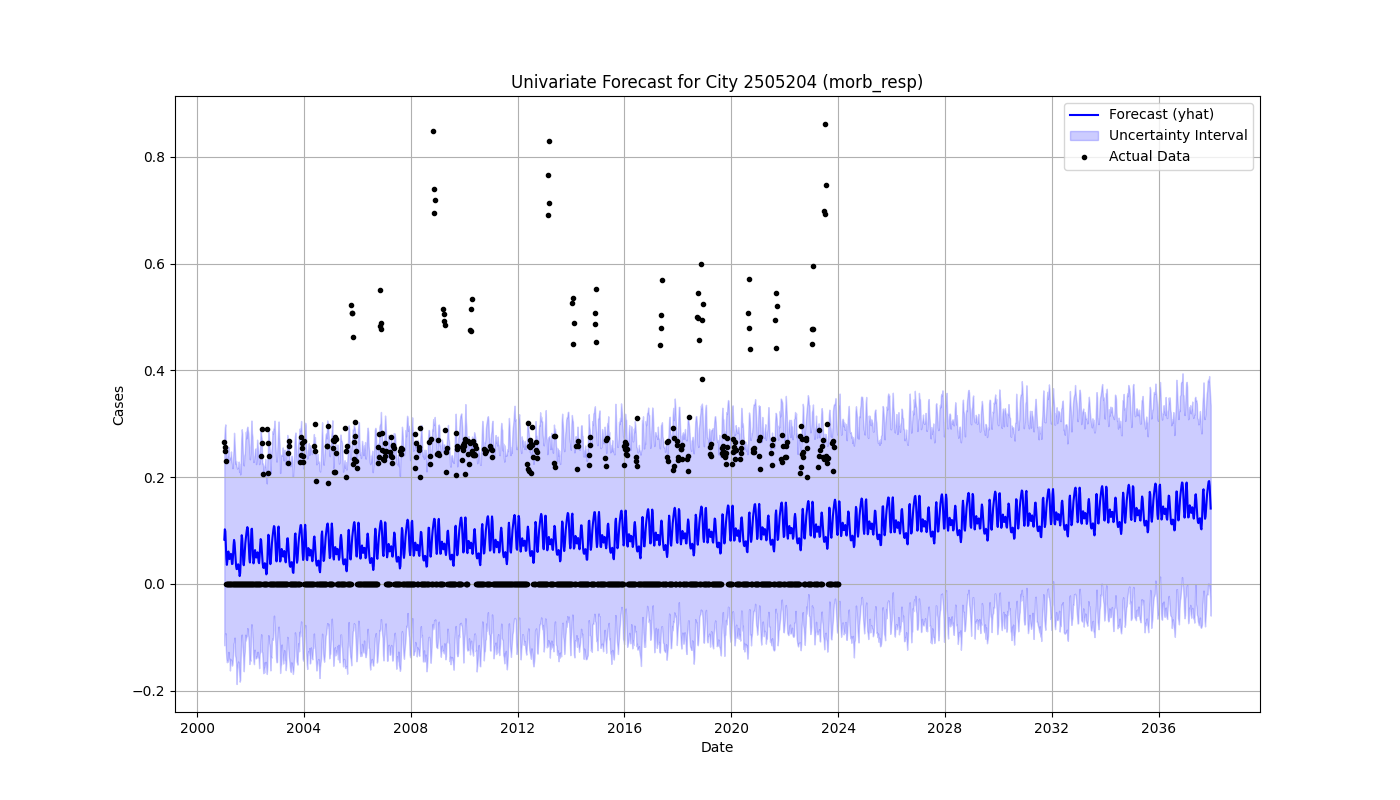 Univariate Forecast for City 2505204 (morb_resp)
Forecast (yhat)
Uncertainty Interval
Actual Data
Cases
0.8
0.6
0.4
0.2
0.0
−0.2
2000 2004 2008 2012 2016 2020 2024 2028 2032 2036
Date